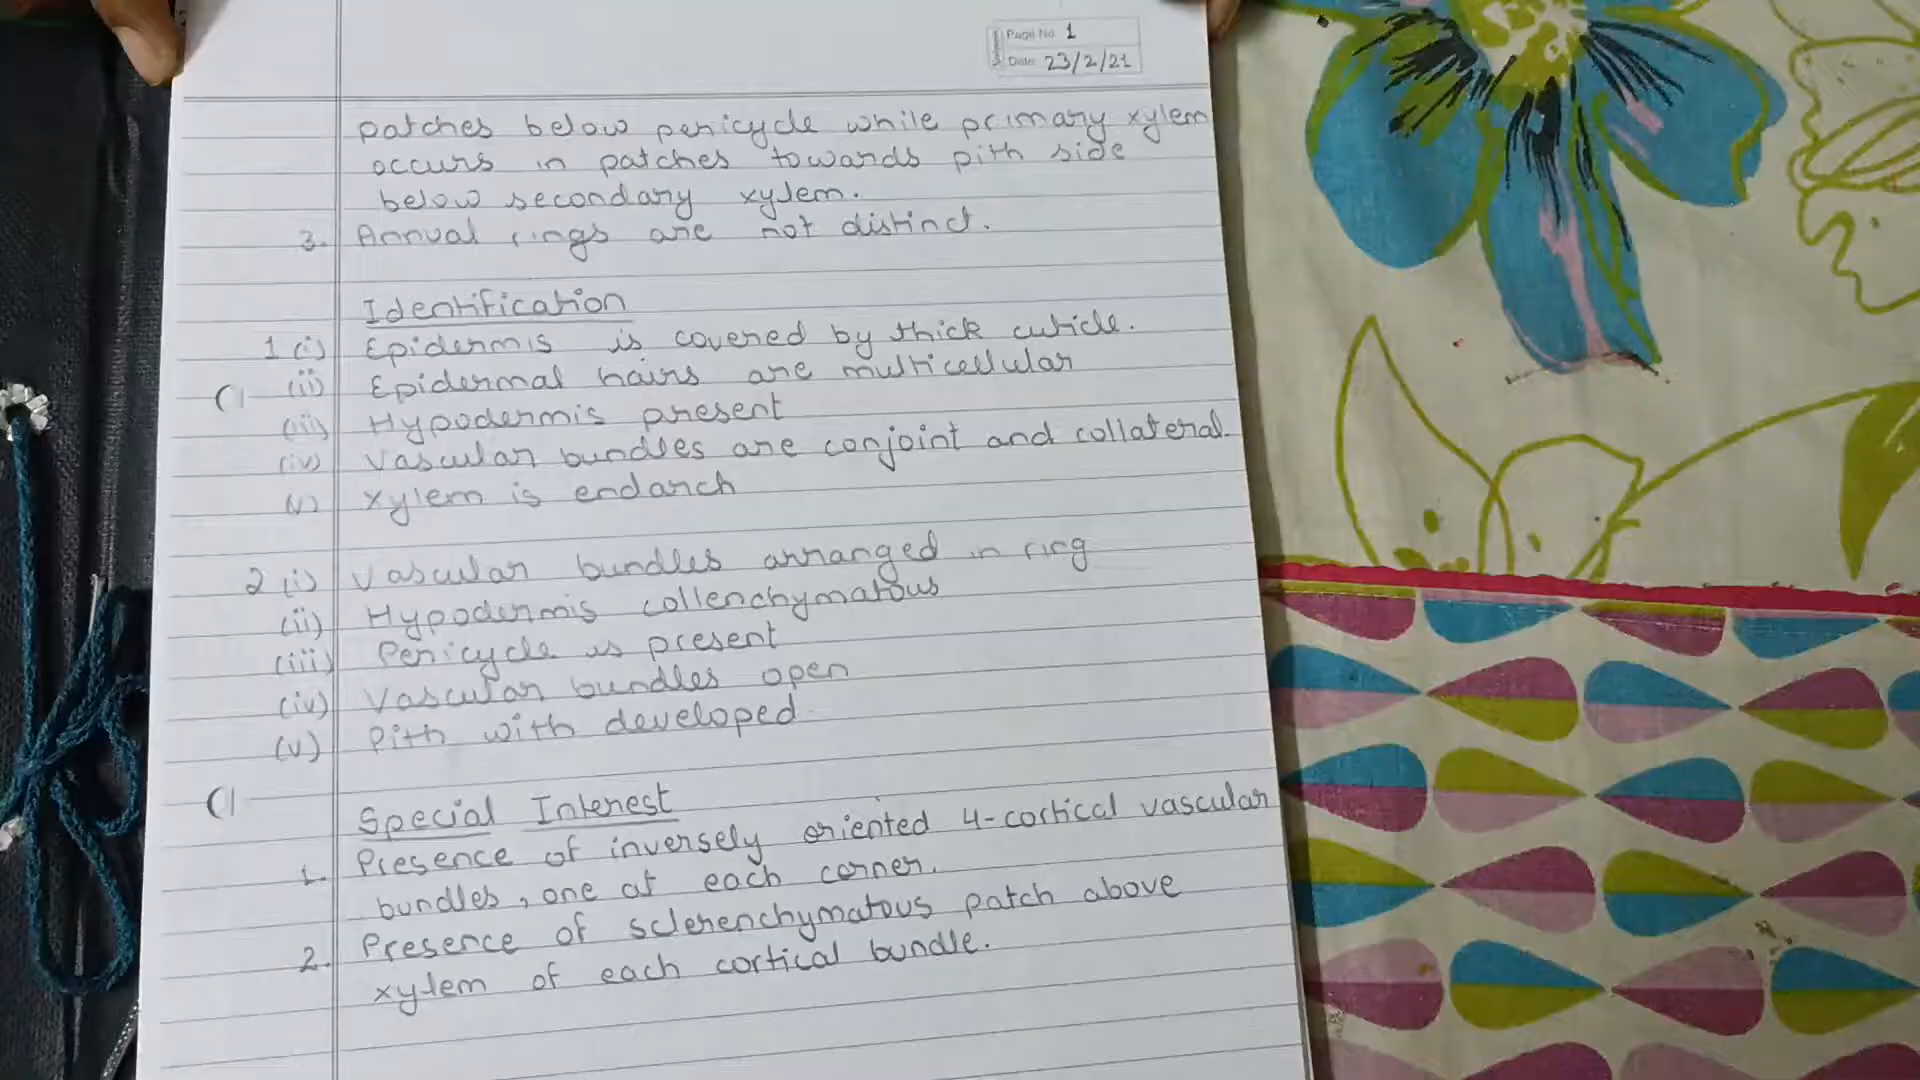 Page No. 1
Date 23/2/21
patches below pericycle while primary xylem
occurs in patches towards pith side
below secondary xylem.
3. Annual rings are not distinct.
Identification
1 (i) Epidermis is covered by thick cuticle.
(ii) Epidermal hairs are multicellular
(iii) Hypodermis present
(iv) Vascular bundles are conjoint and collateral.
(v) Xylem is endarch
2 (i) Vascular bundles arranged in ring
(ii) Hypodermis collenchymatous
(iii) Pericycle is present
(iv) Vascular bundles open
(v) Pith with developed
Special Interest
1. Presence of inversely oriented 4-cortical vascular
bundles, one at each corner.
2. Presence of sclerenchymatous patch above
xylem of each cortical bundle.